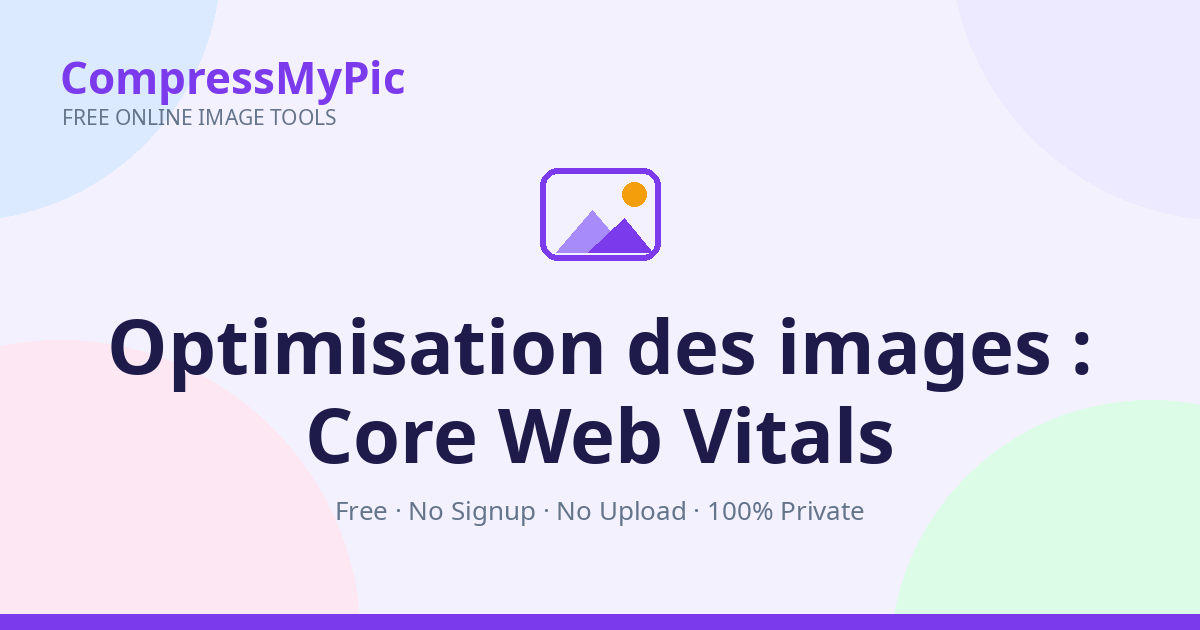 CompressMyPic
FREE ONLINE IMAGE TOOLS
Optimisation des images :
Core Web Vitals
Free · No Signup · No Upload · 100% Private